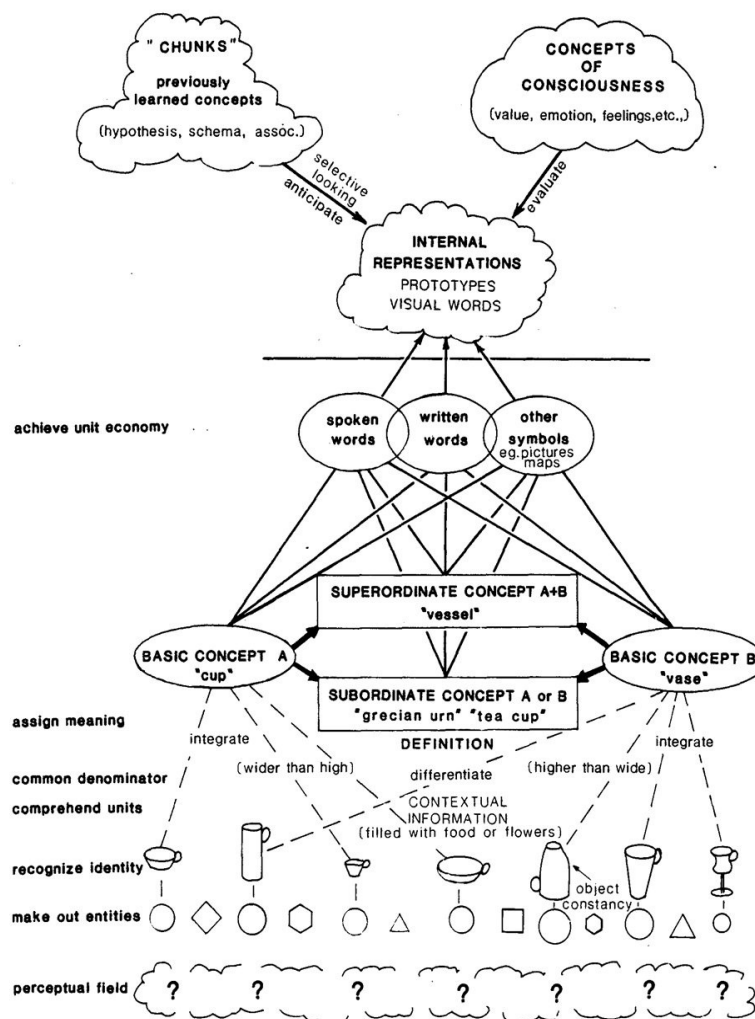 "CHUNKS"
previously
learned concepts
(hypothesis, schema, assoc.)
CONCEPTS
OF
CONSCIOUSNESS
(value, emotion, feelings,etc.,)
selective
looking
anticipate
evaluate
INTERNAL
REPRESENTATIONS
PROTOTYPES
VISUAL WORDS
achieve unit economy
spoken
words
written
words
other
symbols
eg.pictures
maps
SUPERORDINATE CONCEPT A+B
"vessel"
BASIC CONCEPT A
"cup"
BASIC CONCEPT B
"vase"
SUBORDINATE CONCEPT A or B
"grecian urn" "tea cup"
assign meaning
integrate
DEFINITION
integrate
(wider than high)
differentiate
(higher than wide)
common denominator
comprehend units
CONTEXTUAL
INFORMATION
(filled with food or flowers)
recognize identity
object
constancy
make out entities
perceptual field
? ? ? ? ? ? ?